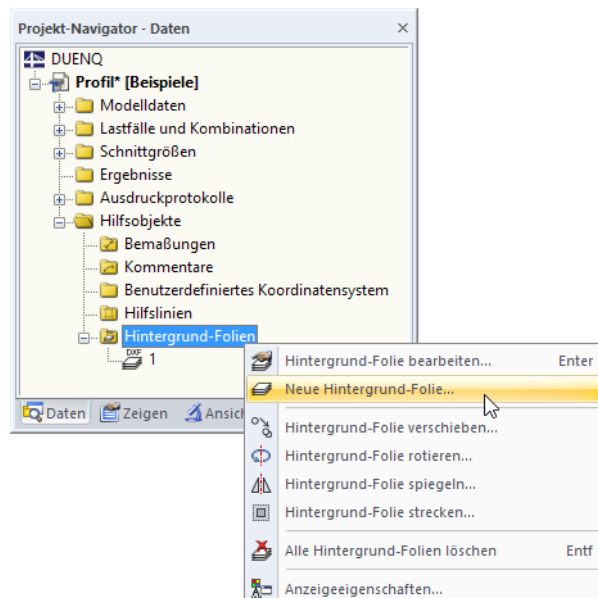 Projekt-Navigator - Daten
DUENQ
Profil* [Beispiele]
Modelldaten
Lastfälle und Kombinationen
Schnittgrößen
Ergebnisse
Ausdruckprotokolle
Hilfsobjekte
Bemaßungen
Kommentare
Benutzerdefiniertes Koordinatensystem
Hilfslinien
Hintergrund-Folien
DXF 1
Daten Zeigen Ansich
Hintergrund-Folie bearbeiten... Enter
Neue Hintergrund-Folie...
Hintergrund-Folie verschieben...
Hintergrund-Folie rotieren...
Hintergrund-Folie spiegeln...
Hintergrund-Folie strecken...
Alle Hintergrund-Folien löschen Entf
Anzeigeeigenschaften...